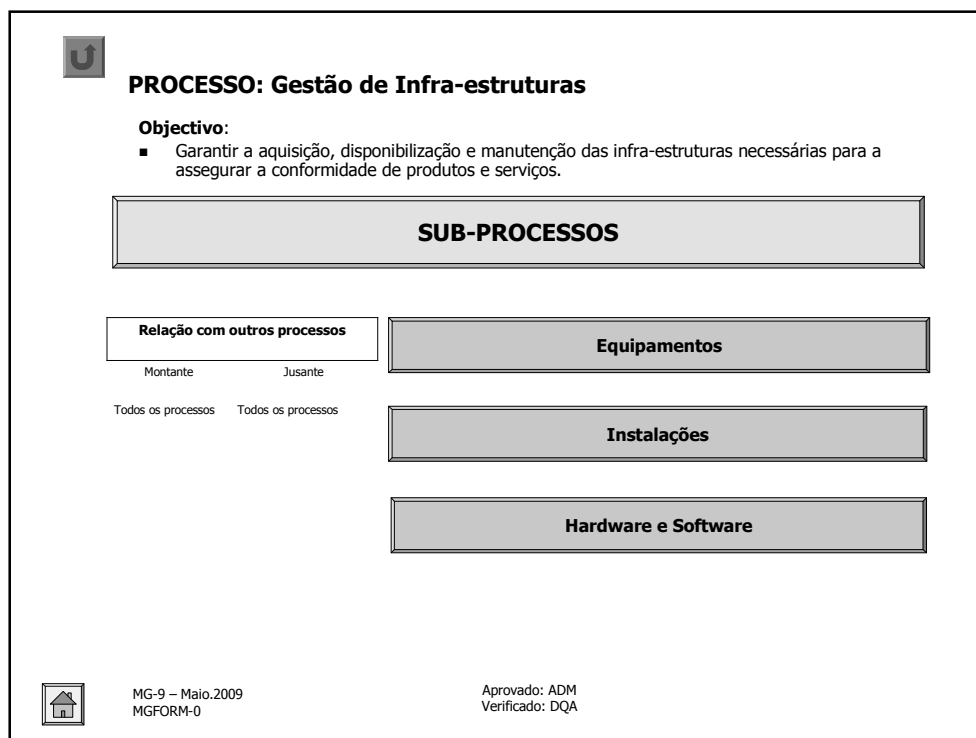 PROCESSO: Gestão de Infra-estruturas
Objectivo:
■ Garantir a aquisição, disponibilização e manutenção das infra-estruturas necessárias para a
assegurar a conformidade de produtos e serviços.
SUB-PROCESSOS
Relação com outros processos
Montante Jusante
Todos os processos Todos os processos
Equipamentos
Instalações
Hardware e Software
MG-9 – Maio.2009
MGFORM-0
Aprovado: ADM
Verificado: DQA